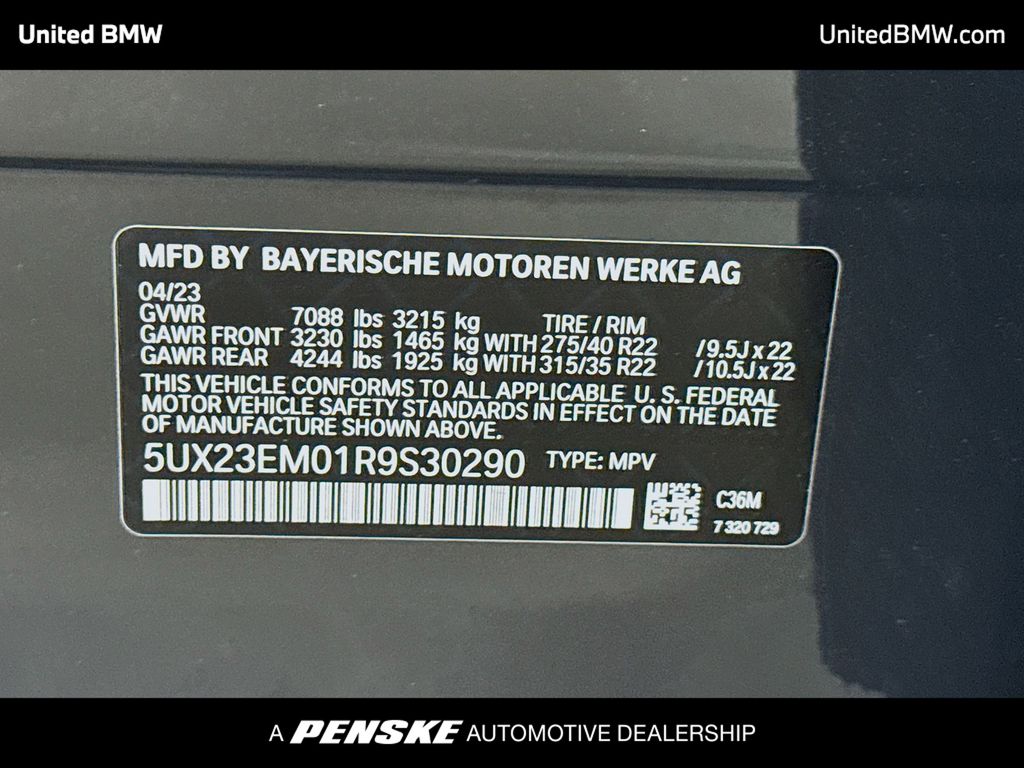 United BMW
UnitedBMW.com
MFD BY BAYERISCHE MOTOREN WERKE AG
04/23
GVWR 7088 lbs 3215 kg TIRE / RIM
GAWR FRONT 3230 lbs 1465 kg WITH 275/40 R22 /9.5J x 22
GAWR REAR 4244 lbs 1925 kg WITH 315/35 R22 /10.5J x 22
THIS VEHICLE CONFORMS TO ALL APPLICABLE U. S. FEDERAL
MOTOR VEHICLE SAFETY STANDARDS IN EFFECT ON THE DATE
OF MANUFACTURE SHOWN ABOVE.
5UX23EM01R9S30290 TYPE: MPV
C36M
7 320 729
A PENSKE AUTOMOTIVE DEALERSHIP